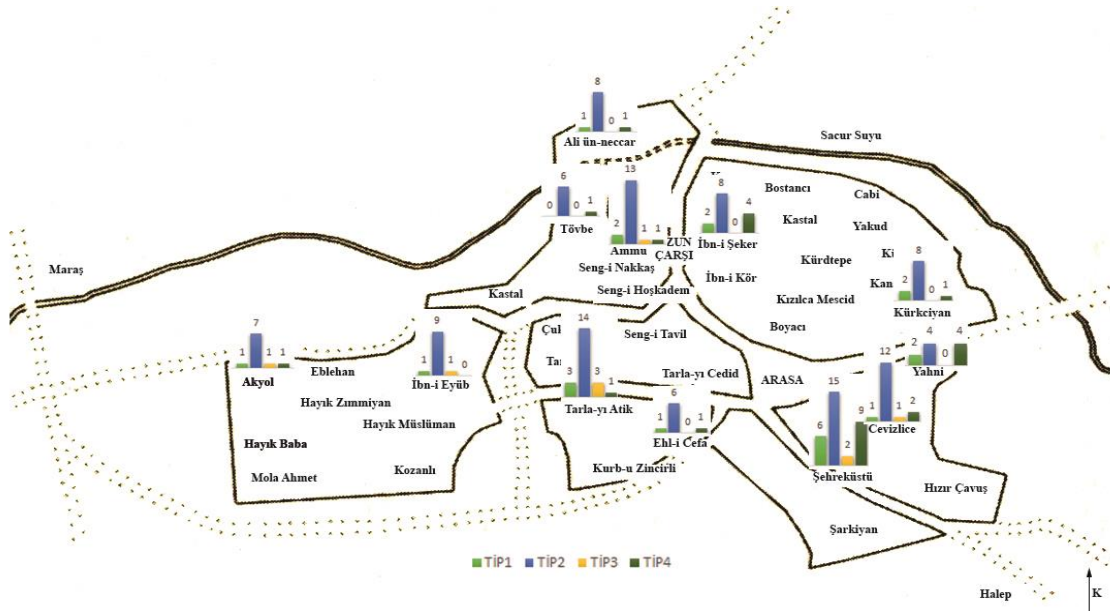 8
1 0 1
Ali ün-neccar
Sacur Suyu
6
0 0 1
Tövbe
13
2 1 1
Ammu
ZUN
ÇARŞI
8
2 0 4
İbn-i Şeker
Bostancı
Cabi
Kastal
Yakud
Maraş
Seng-i Nakkaş
İbn-i Kör
Kürdtepe
8
2 0 1
Kürkciyan
Kastal
Seng-i Hoşkadem
Kızılca Mescid
Boyacı
7
1 1 1
Akyol
Eblehan
9
1 1 0
İbn-i Eyüb
14
3 3 1
Tarla-yı Atik
Seng-i Tavil
Tarla-yı Cedid
ARASA
2 4 0 4
Yahni
12
1 1 2
Cevizlice
Hayık Zımmiyan
Hayık Müslüman
6
1 0 1
Ehl-i Cefa
15
6 2 9
Şehreküstü
Hayık Baba
Mola Ahmet
Kozanlı
Kurb-u Zincirli
Hızır Çavuş
Şarkiyan
TİP1 TİP2 TİP3 TİP4
Halep
K